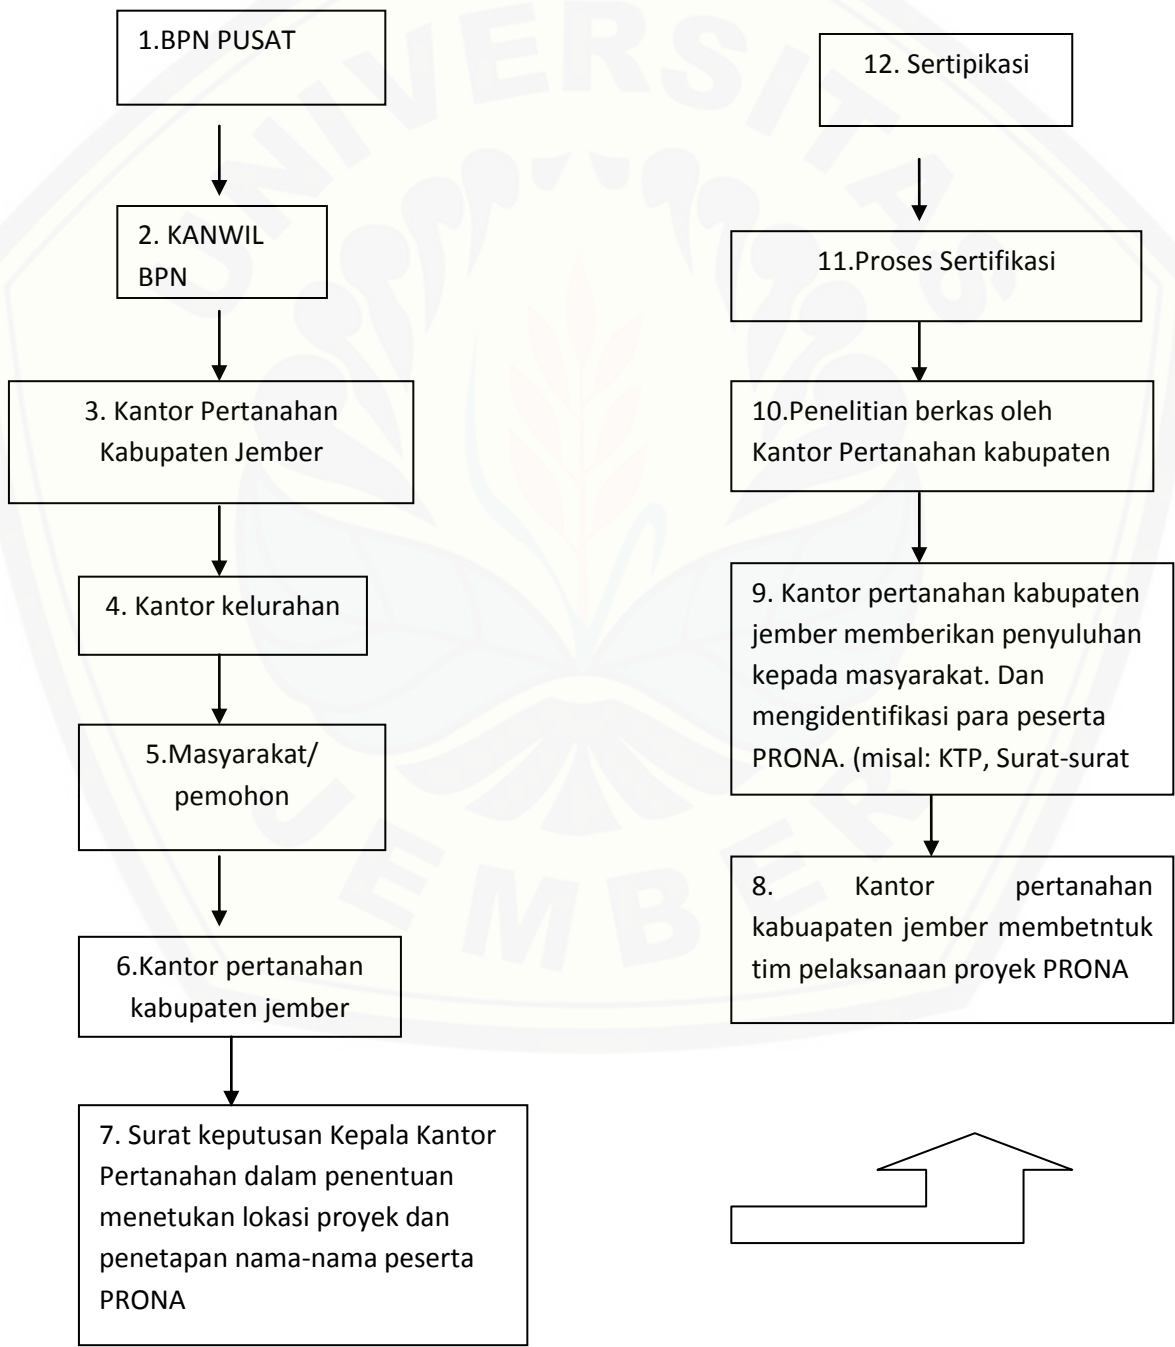 1.BPN PUSAT
2. KANWIL
BPN
3. Kantor Pertanahan
Kabupaten Jember
4. Kantor kelurahan
5.Masyarakat/
pemohon
6.Kantor pertanahan
kabupaten jember
7. Surat keputusan Kepala Kantor
Pertanahan dalam penentuan
menetukan lokasi proyek dan
penetapan nama-nama peserta
PRONA
12. Sertipikasi
11.Proses Sertifikasi
10.Penelitian berkas oleh
Kantor Pertanahan kabupaten
9. Kantor pertanahan kabupaten
jember memberikan penyuluhan
kepada masyarakat. Dan
mengidentifikasi para peserta
PRONA. (misal: KTP, Surat-surat
8. Kantor pertanahan
kabuapaten jember membetntuk
tim pelaksanaan proyek PRONA
UNIVERSITAS
JEMBER